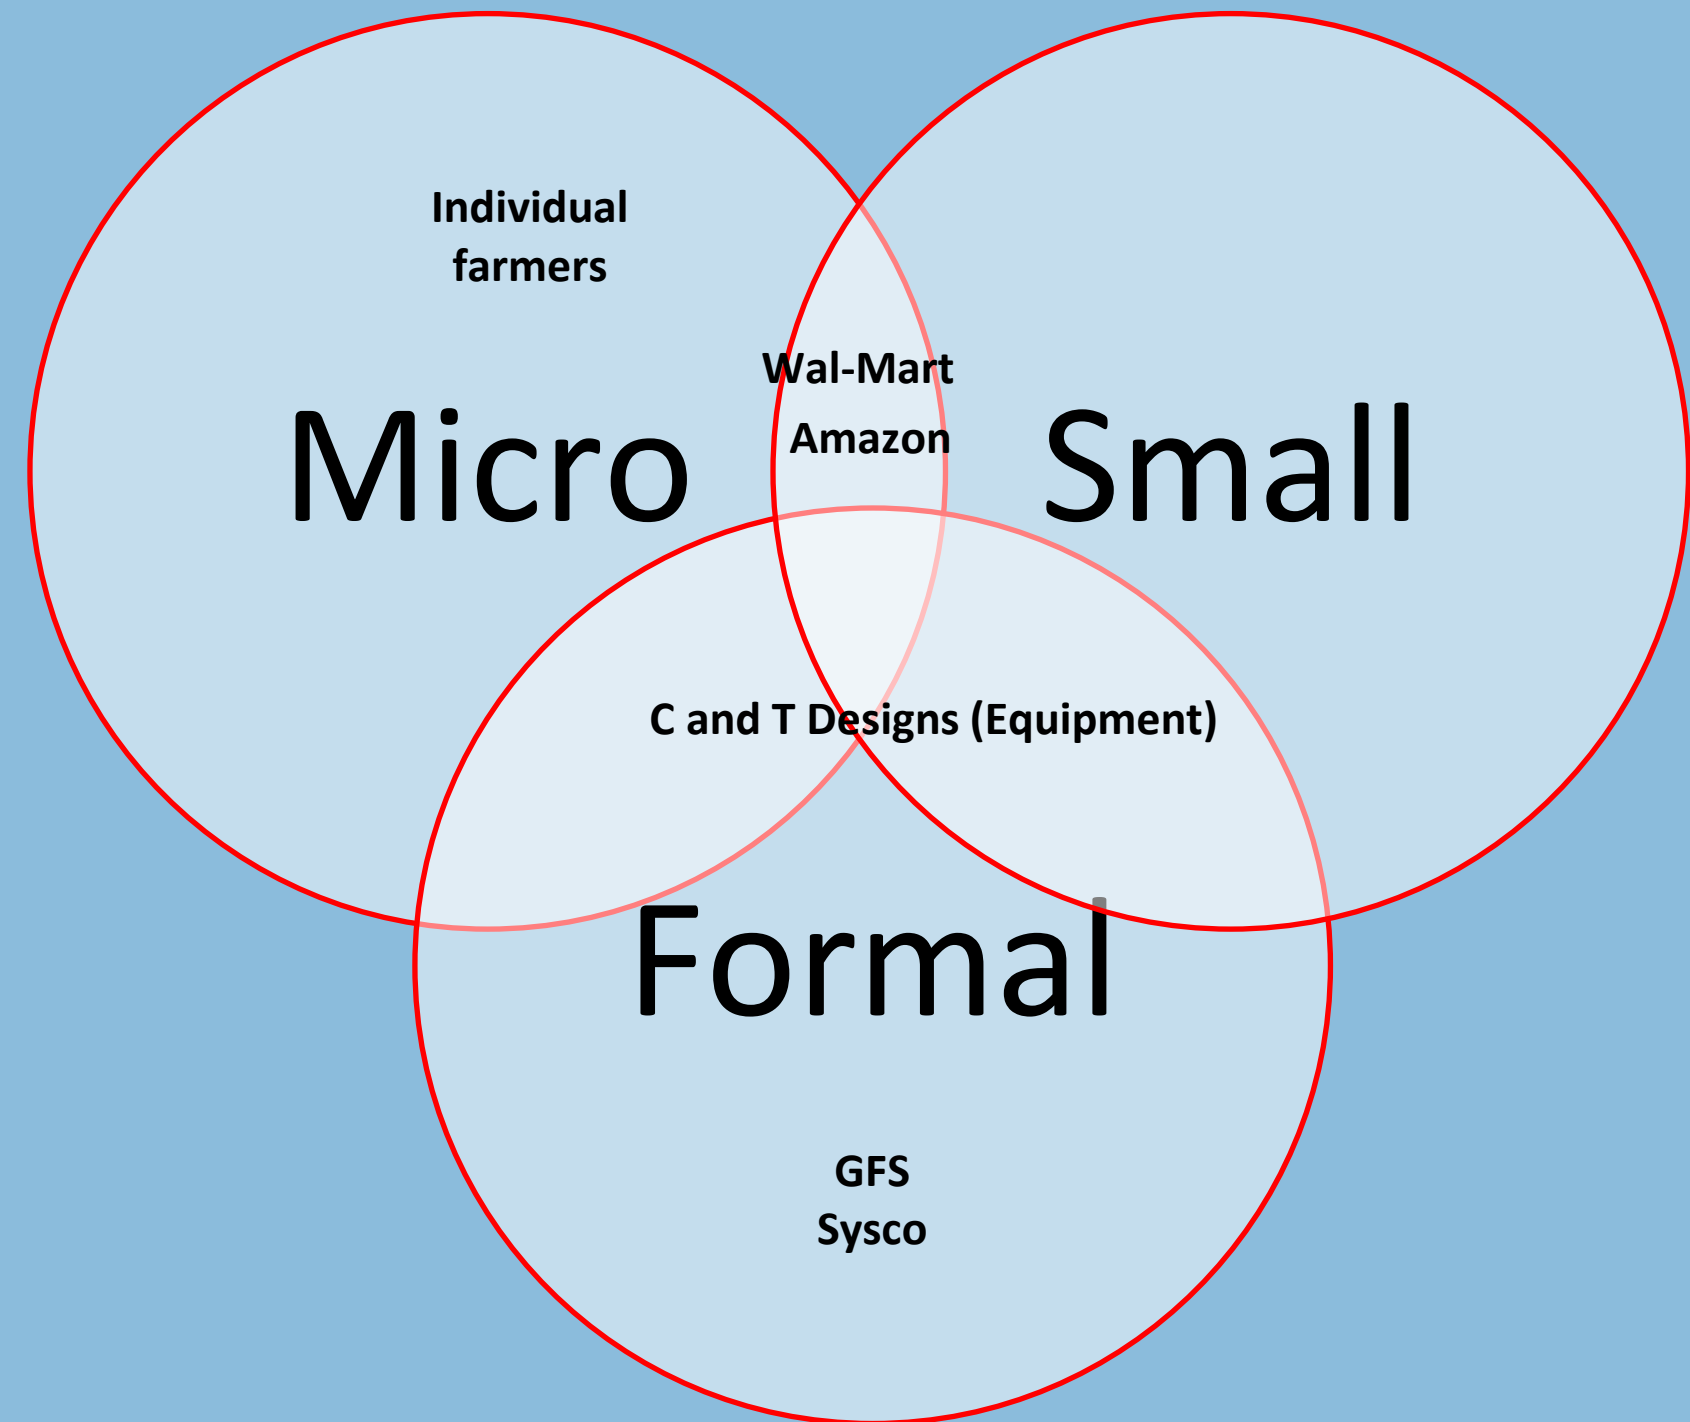 Individual
farmers
Wal-Mart
Amazon
Micro
Small
C and T Designs (Equipment)
Formal
GFS
Sysco